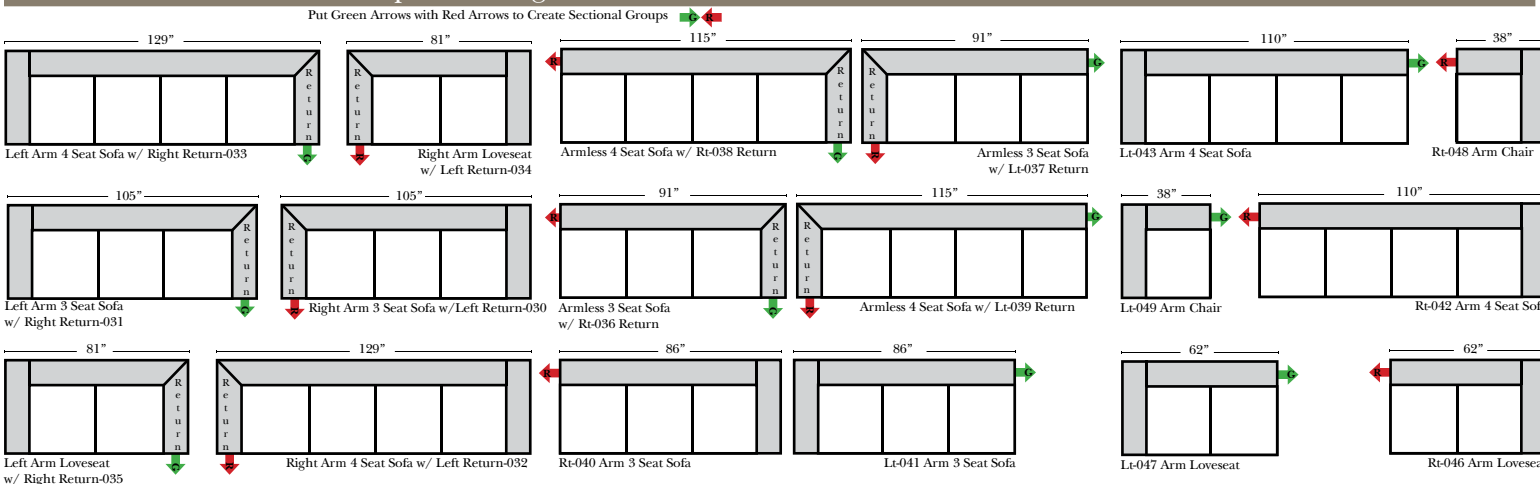 Put Green Arrows with Red Arrows to Create Sectional Groups
G R
129”
81”
115”
91”
110”
38”
R
G
G
R
Return
Return
Return
Return
G
R
G
R
Left Arm 4 Seat Sofa w/ Right Return-033
Right Arm Loveseat
w/ Left Return-034
Armless 4 Seat Sofa w/ Rt-038 Return
Armless 3 Seat Sofa
w/ Lt-037 Return
Lt-043 Arm 4 Seat Sofa
Rt-048 Arm Chair
105”
105”
91”
115”
38”
110”
R
G
G
R
Return
Return
Return
Return
G
R
G
R
Left Arm 3 Seat Sofa
w/ Right Return-031
Right Arm 3 Seat Sofa w/Left Return-030
Armless 3 Seat Sofa
w/ Rt-036 Return
Armless 4 Seat Sofa w/ Lt-039 Return
Lt-049 Arm Chair
Rt-042 Arm 4 Seat Sof
81”
129”
86”
86”
62”
62”
R
G
G
R
Return
Return
G
R
Left Arm Loveseat
w/ Right Return-035
Right Arm 4 Seat Sofa w/ Left Return-032
Rt-040 Arm 3 Seat Sofa
Lt-041 Arm 3 Seat Sofa
Lt-047 Arm Loveseat
Rt-046 Arm Lovesea